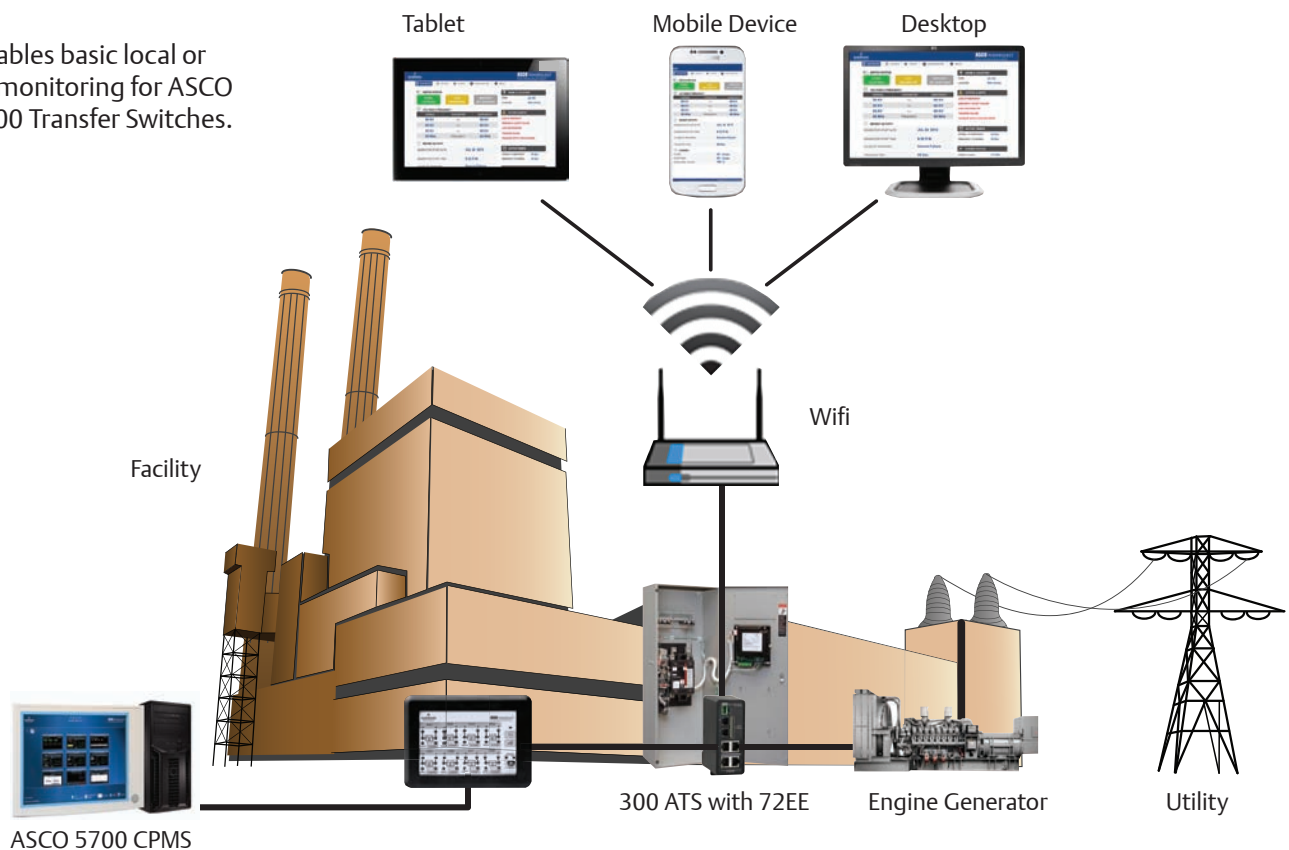 Tablet
Mobile Device
Desktop
ables basic local or
monitoring for ASCO
00 Transfer Switches.
Wifi
Facility
300 ATS with 72EE
Engine Generator
Utility
ASCO 5700 CPMS